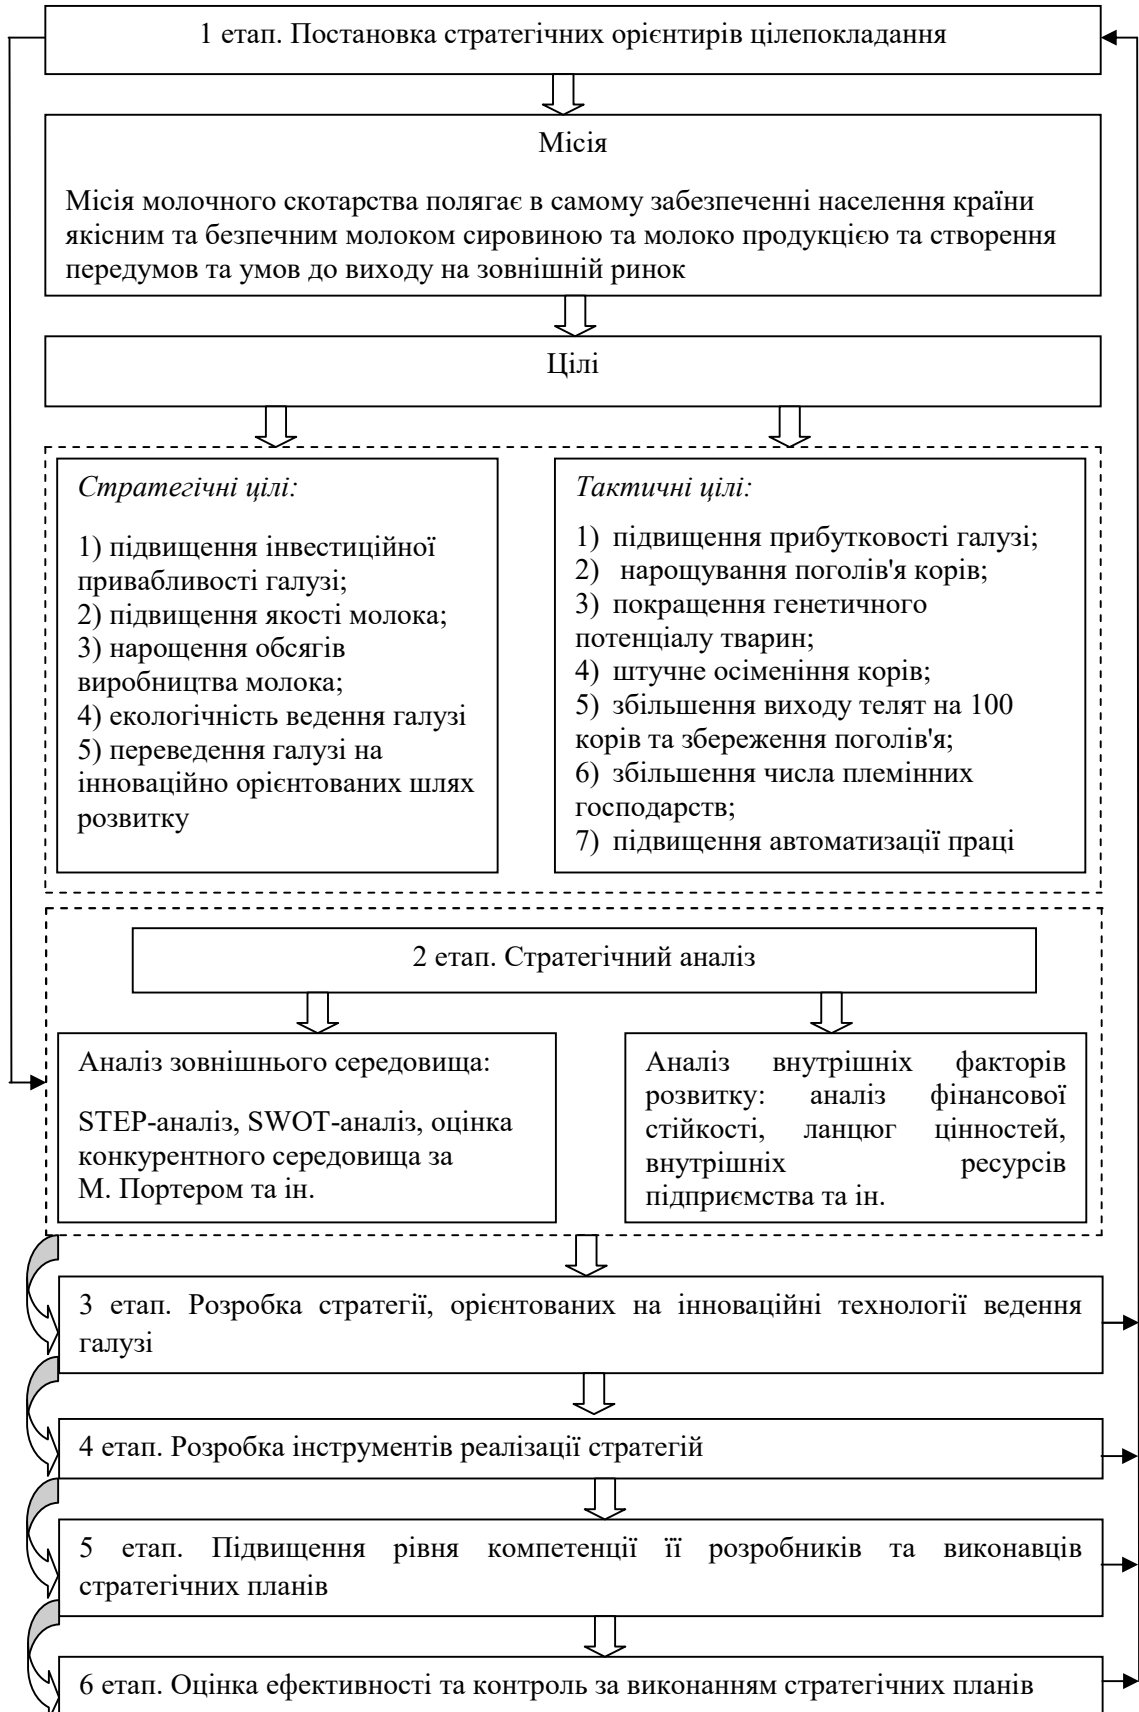 1 етап. Постановка стратегічних орієнтирів цілепокладання
Місія
Місія молочного скотарства полягає в самому забезпеченні населення країни
якісним та безпечним молоком сировиною та молоко продукцією та створення
передумов та умов до виходу на зовнішній ринок
Цілі
Стратегічні цілі:
1) підвищення інвестиційної
привабливості галузі;
2) підвищення якості молока;
3) нарощення обсягів
виробництва молока;
4) екологічність ведення галузі
5) переведення галузі на
інноваційно орієнтованих шлях
розвитку
Тактичні цілі:
1) підвищення прибутковості галузі;
2) нарощування поголів'я корів;
3) покращення генетичного
потенціалу тварин;
4) штучне осіменіння корів;
5) збільшення виходу телят на 100
корів та збереження поголів'я;
6) збільшення числа племінних
господарств;
7) підвищення автоматизації праці
2 етап. Стратегічний аналіз
Аналіз зовнішнього середовища:
STEP-аналіз, SWOT-аналіз, оцінка
конкурентного середовища за
М. Портером та ін.
Аналіз внутрішніх факторів
розвитку: аналіз фінансової
стійкості, ланцюг цінностей,
внутрішніх ресурсів
підприємства та ін.
3 етап. Розробка стратегії, орієнтованих на інноваційні технології ведення
галузі
4 етап. Розробка інструментів реалізації стратегій
5 етап. Підвищення рівня компетенції її розробників та виконавців
стратегічних планів
6 етап. Оцінка ефективності та контроль за виконанням стратегічних планів